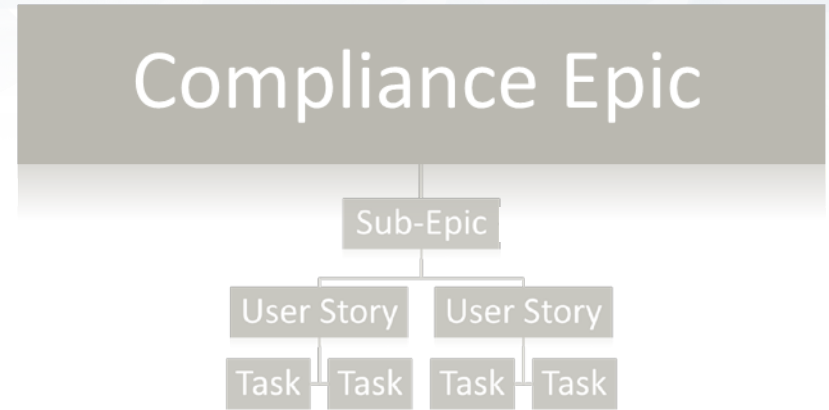 Compliance Epic
Sub-Epic
User Story User Story
Task Task Task Task